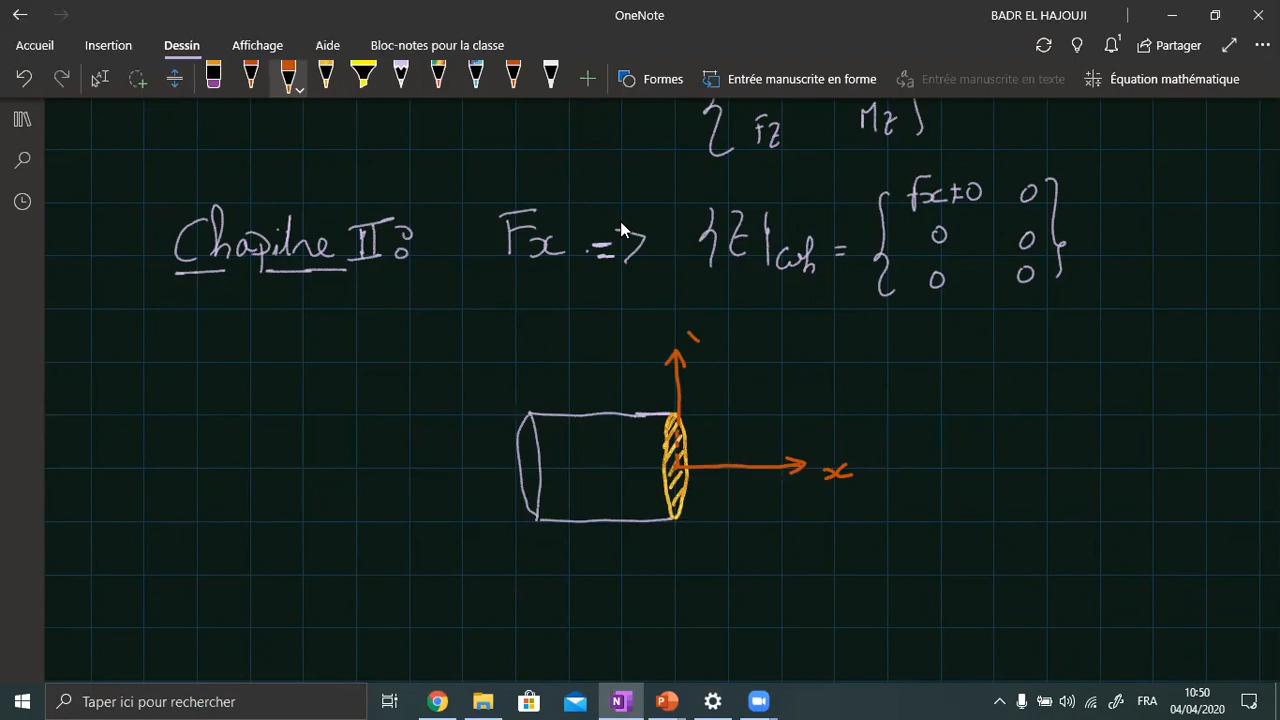 OneNote
BADR EL HAJOUJI
Accueil Insertion Dessin Affichage Aide Bloc-notes pour la classe
Partager
Formes Entrée manuscrite en forme Entrée manuscrite en texte Équation mathématique
Fz Mz
Chapitre II: Fx => {τ}coh =
fx≠0 0
0 0
0 0
x
Taper ici pour rechercher
FRA
10:50
04/04/2020